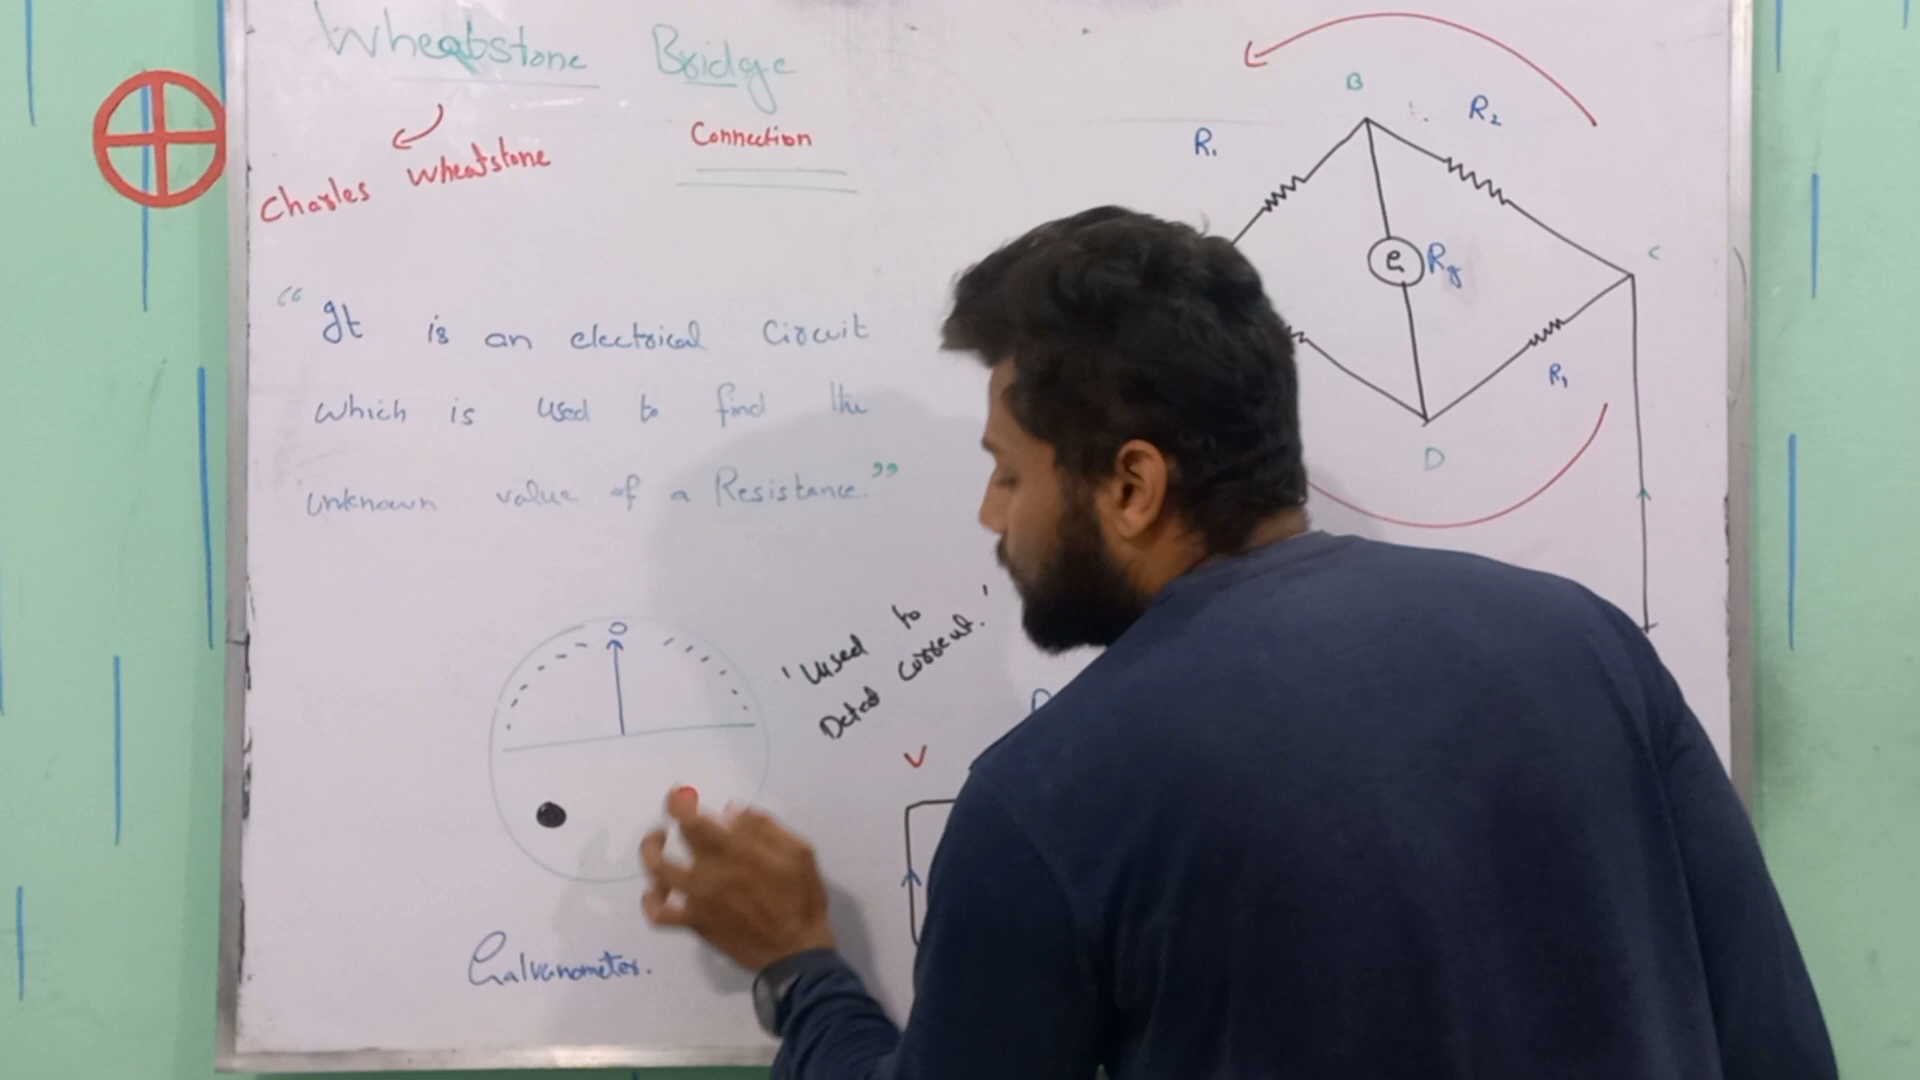 Wheatstone Bridge
Charles Wheatstone
Connection
“ It is an electrical circuit
which is used to find the
unknown value of a Resistance.”
0
'used to
Detect current.'
V
Galvanometer.
B
R₁
R₂
G
Rg
C
D